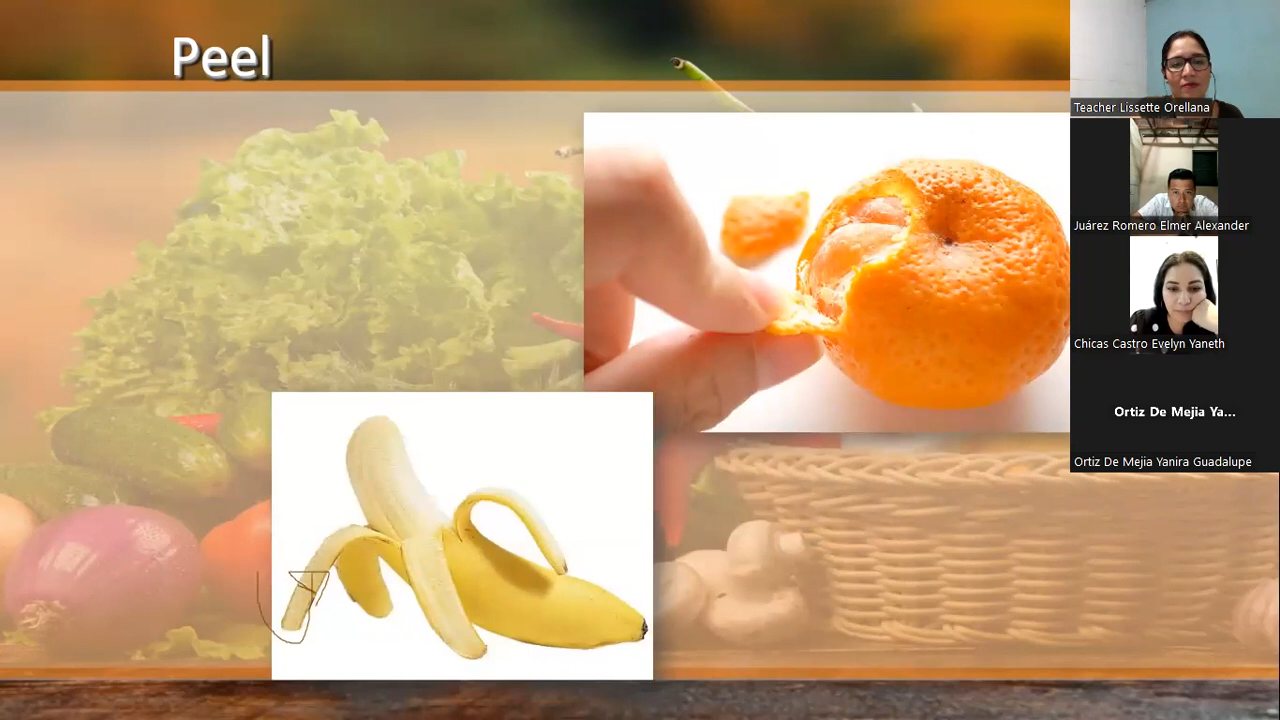 Peel
Teacher Lissette Orellana
Juárez Romero Elmer Alexander
Chicas Castro Evelyn Yaneth
Ortiz De Mejia Ya...
Ortiz De Mejia Yanira Guadalupe